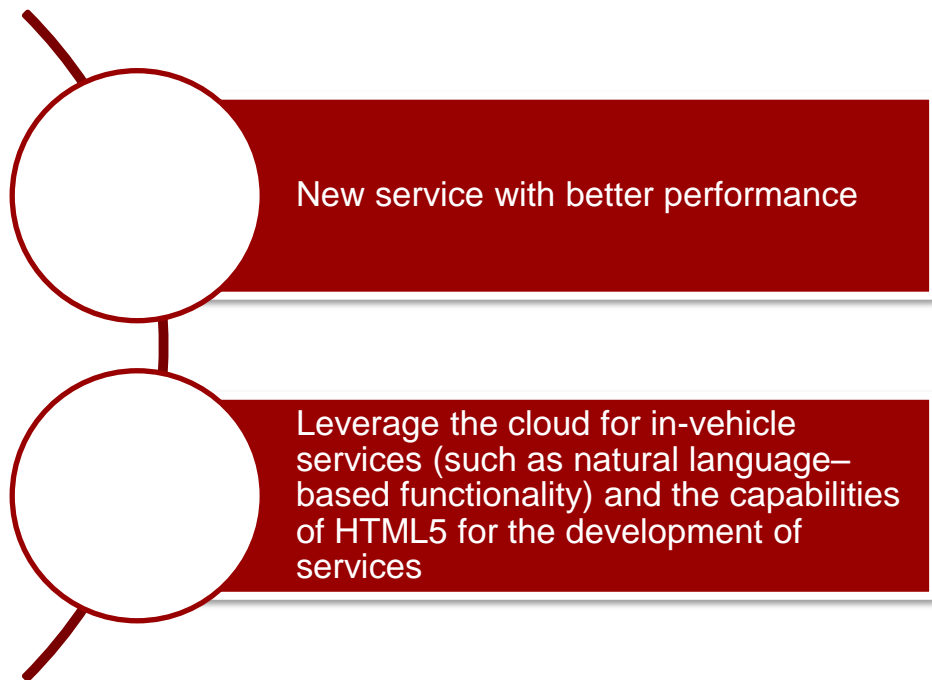 New service with better performance
Leverage the cloud for in-vehicle
services (such as natural language–
based functionality) and the capabilities
of HTML5 for the development of
services